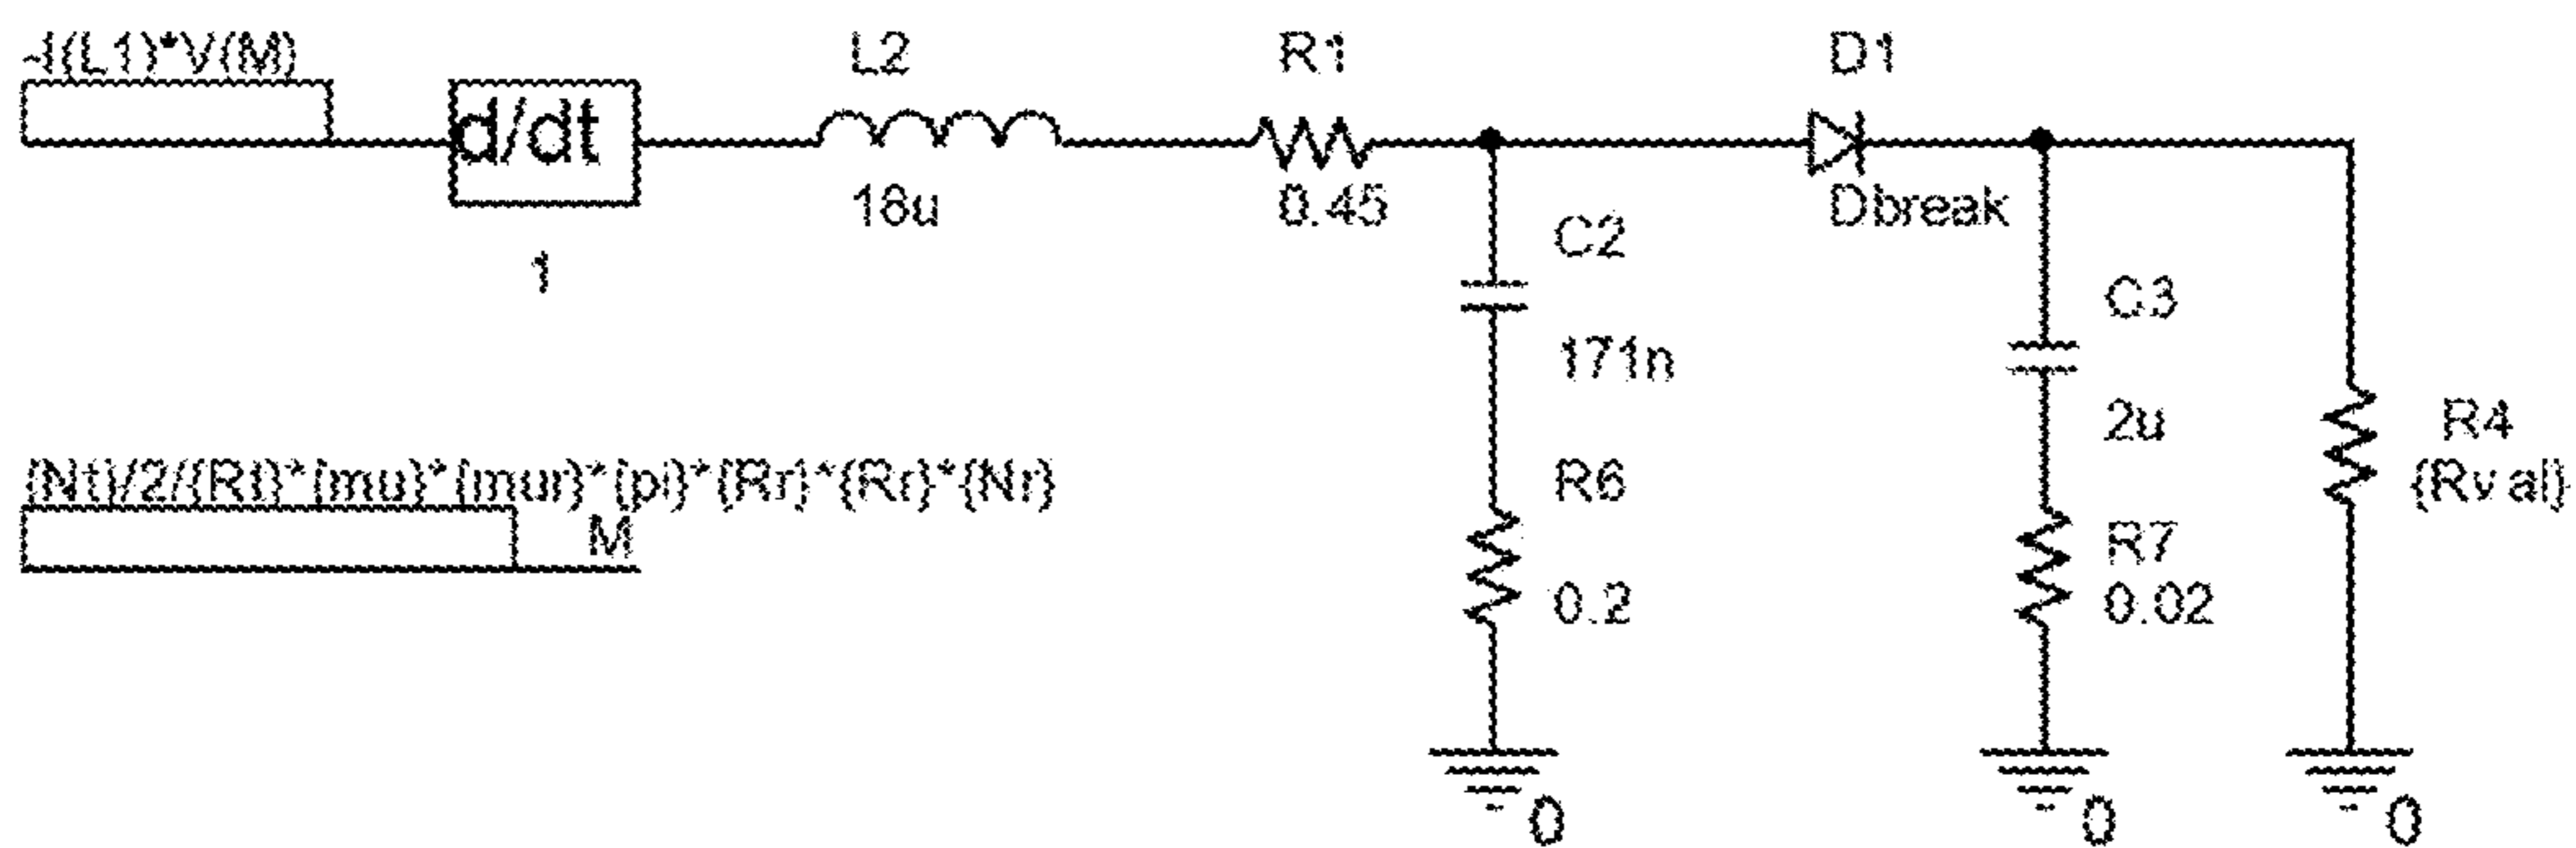 -I(L1)*V(M)
d/dt
1
L2
18u
R1
0.45
D1
Dbreak
C2
171n
R6
0.2
0
C3
2u
R7
0.02
0
R4
{Rval}
0
{Nt}/2/{Rt}*{mu}*{mur}*{pi}*{Rr}*{Rr}*{Nr}
M